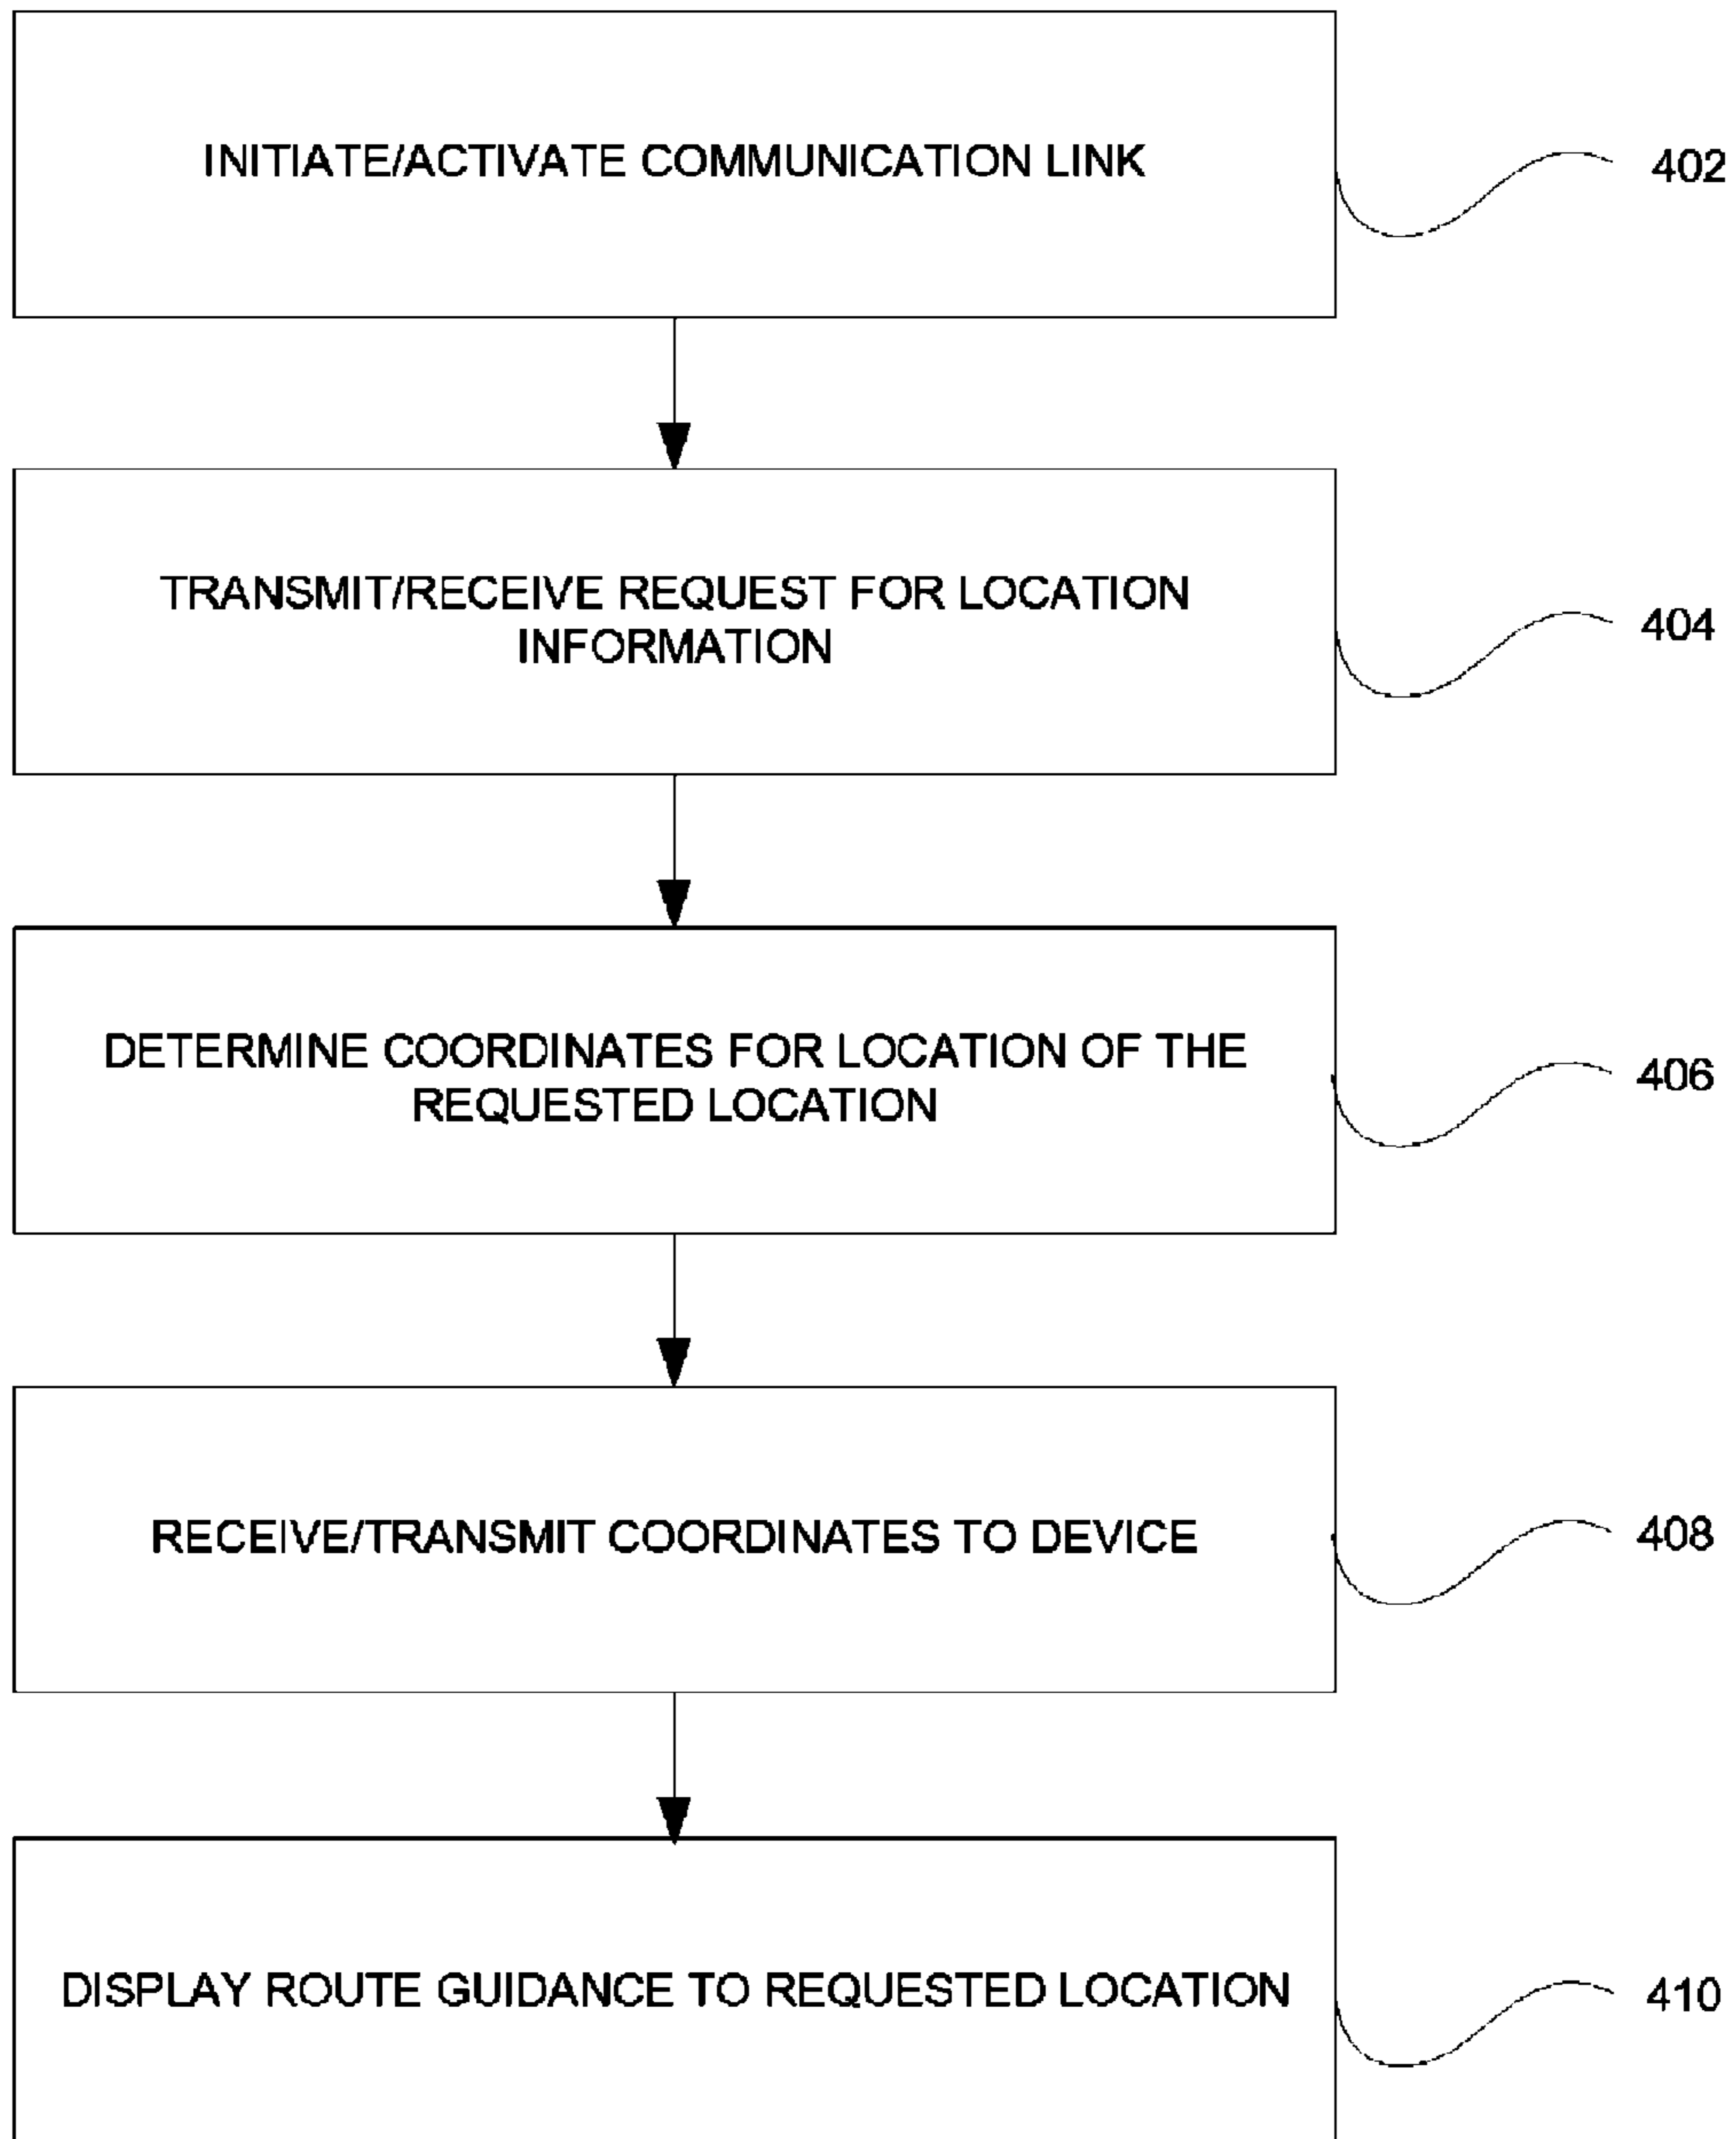 INITIATE/ACTIVATE COMMUNICATION LINK
402
TRANSMIT/RECEIVE REQUEST FOR LOCATION
INFORMATION
404
DETERMINE COORDINATES FOR LOCATION OF THE
REQUESTED LOCATION
406
RECEIVE/TRANSMIT COORDINATES TO DEVICE
408
DISPLAY ROUTE GUIDANCE TO REQUESTED LOCATION
410